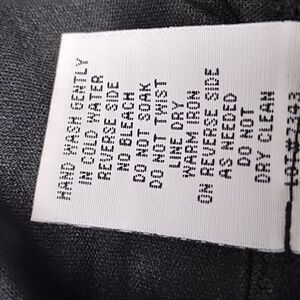 HAND WASH GENTLY
IN COLD WATER
REVERSE SIDE
NO BLEACH
DO NOT SOAK
DO NOT TWIST
LINE DRY
WARM IRON
ON REVERSE SIDE
AS NEEDED
DO NOT
DRY CLEAN